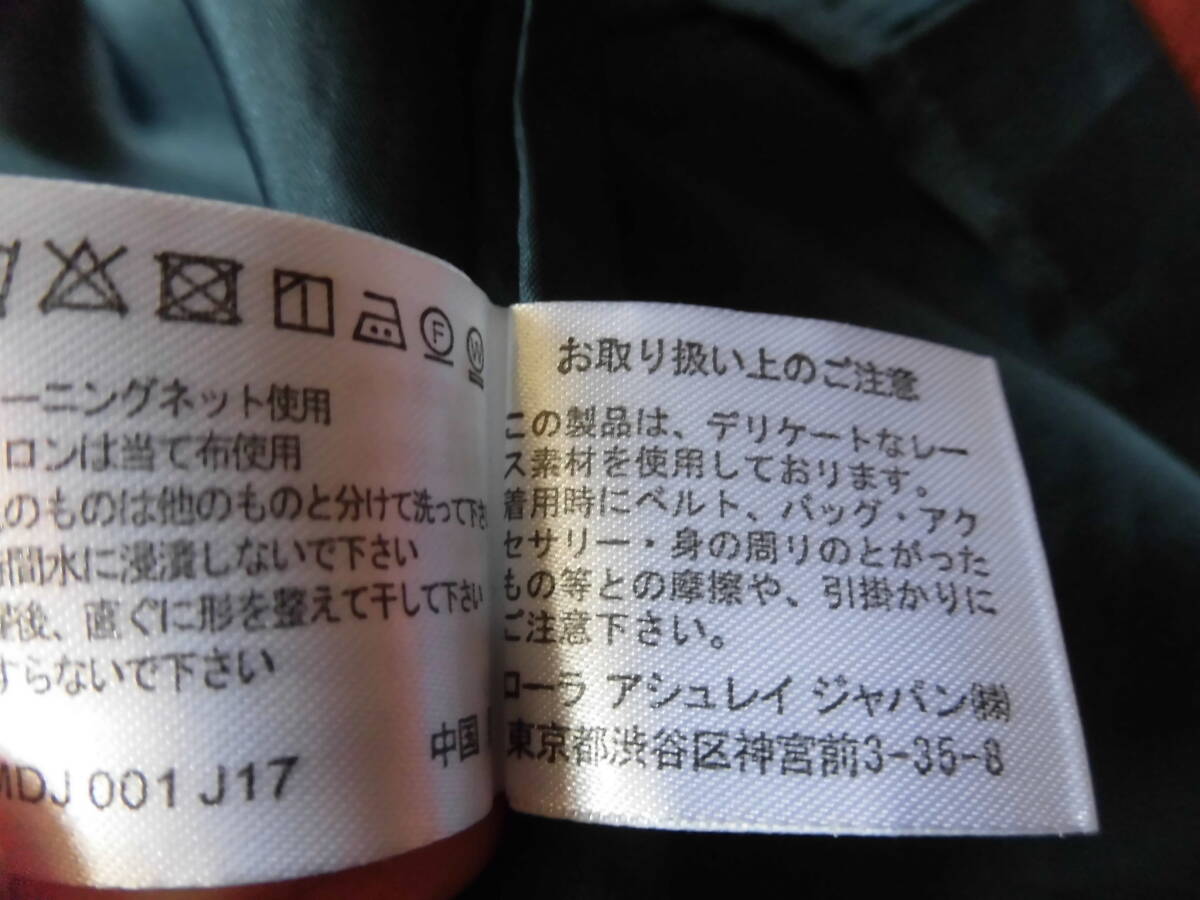 ーニングネット使用
ロンは当て布使用
のものは他のものと分けて洗って下さ
間水に浸漬しないで下さい
後、直ぐに形を整えて干して下さい
すらないで下さい
中国
MDJ 001 J17
F
W
お取り扱い上のご注意
この製品は、デリケートなレー
ス素材を使用しております。
着用時にベルト、バッグ・アク
セサリー・身の周りのとがった
もの等との摩擦や、引掛かりに
ご注意下さい。
ローラ アシュレイ ジャパン㈱
東京都渋谷区神宮前3-35-8